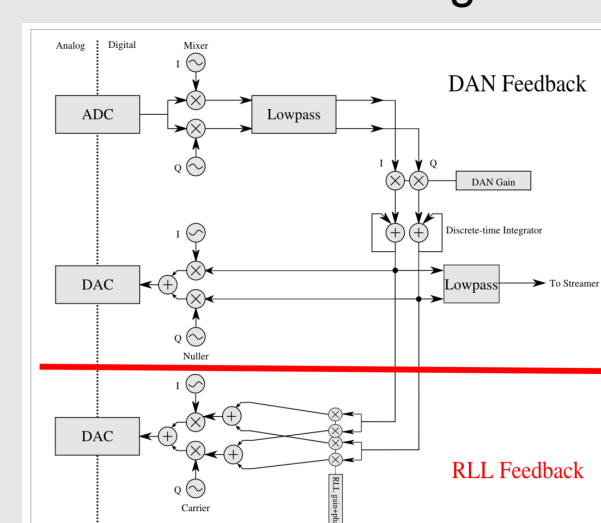 Analog
Digital
Mixer
I
DAN Feedback
ADC
Lowpass
Q
I
Q
DAN Gain
I
Discrete-time Integrator
DAC
Lowpass
To Streamer
Q
Nuller
I
DAC
RLL Feedback
Q
Carrier